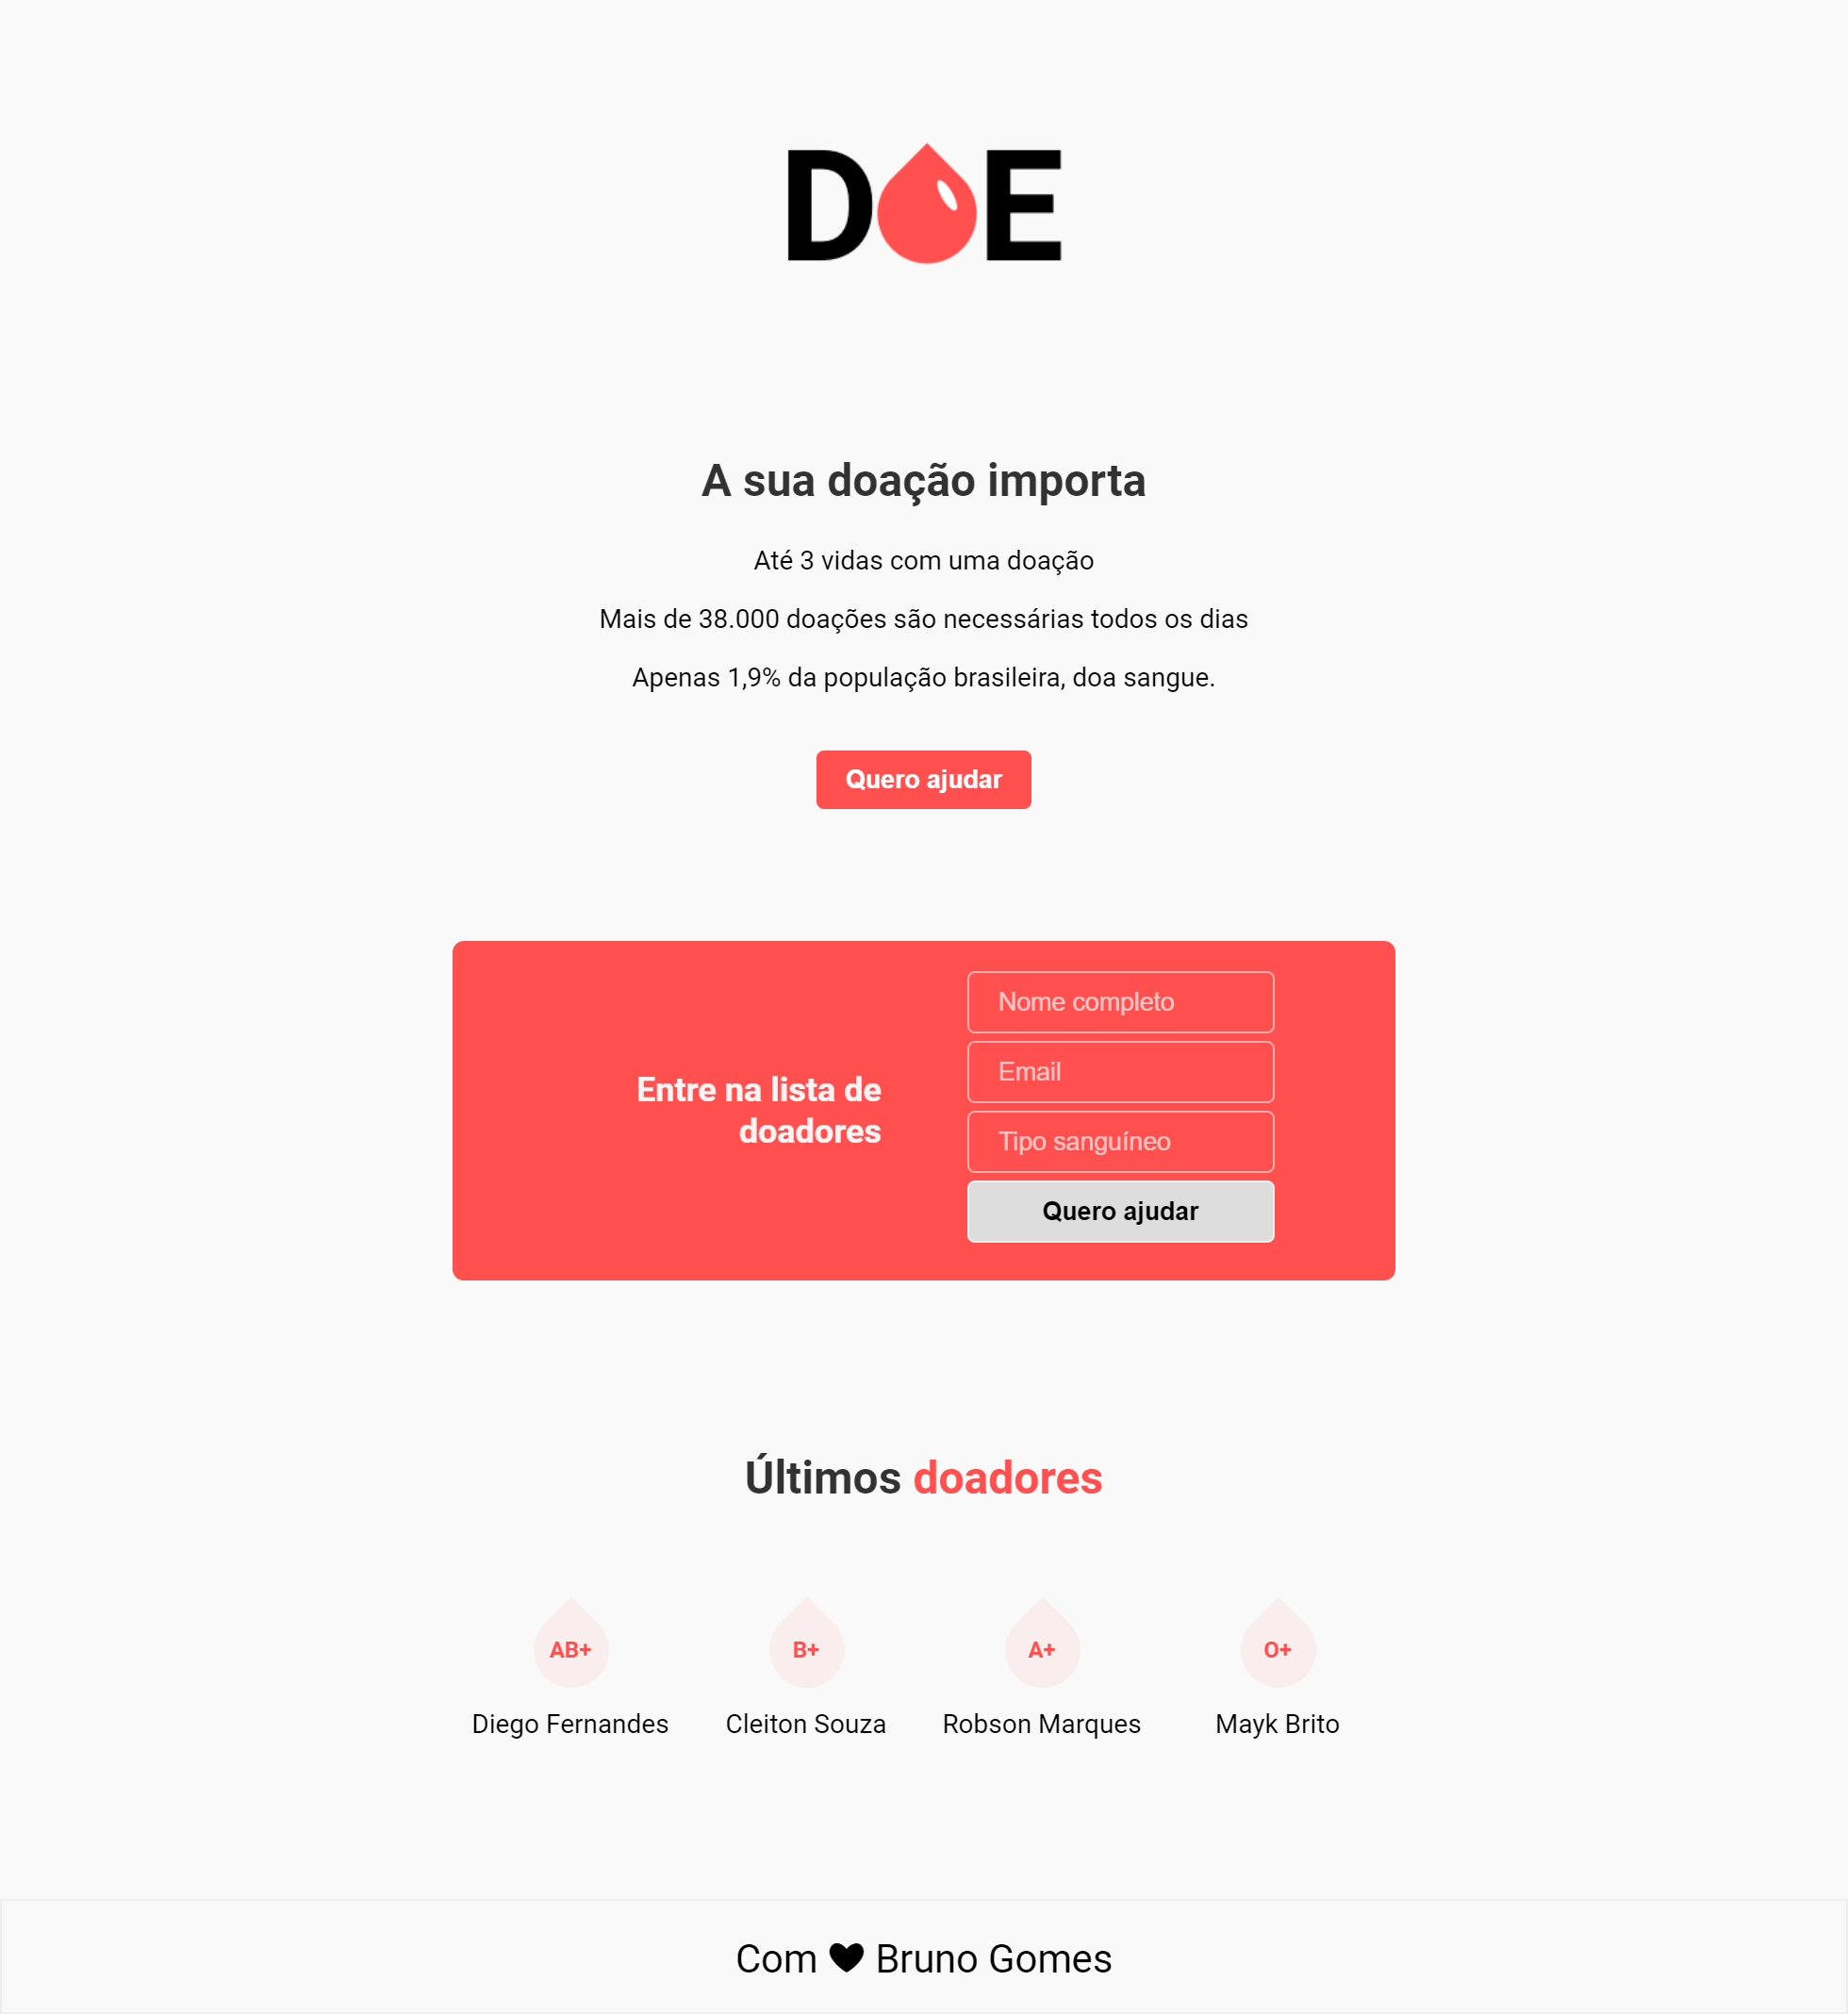 DOE
A sua doação importa
Até 3 vidas com uma doação
Mais de 38.000 doações são necessárias todos os dias
Apenas 1,9% da população brasileira, doa sangue.
Quero ajudar
Entre na lista de
doadores
Nome completo
Email
Tipo sanguíneo
Quero ajudar
Últimos doadores
AB+
Diego Fernandes
B+
Cleiton Souza
A+
Robson Marques
O+
Mayk Brito
Com ♥ Bruno Gomes